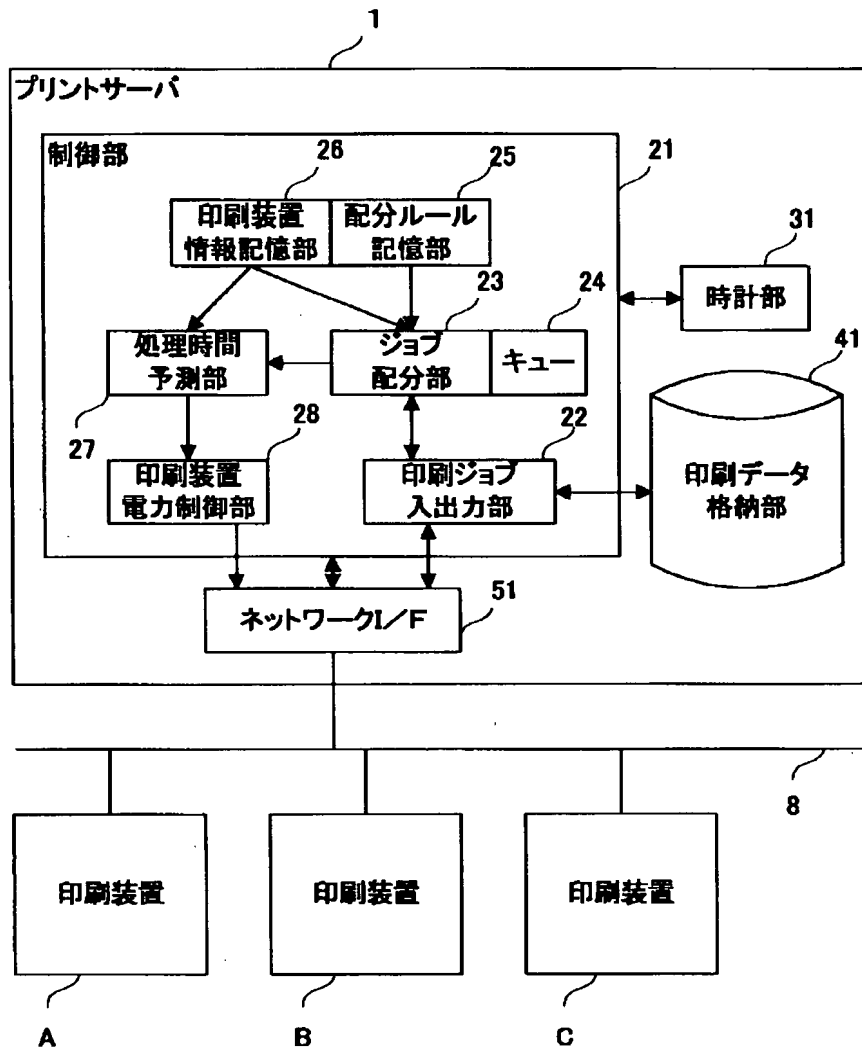 1
プリントサーバ
制御部
26
25
21
印刷装置
情報記憶部
配分ルール
記憶部
31
時計部
23
24
処理時間
予測部
ジョブ
配分部
キュー
41
27
28
22
印刷装置
電力制御部
印刷ジョブ
入出力部
印刷データ
格納部
ネットワークI／F
51
8
印刷装置
印刷装置
印刷装置
A
B
C